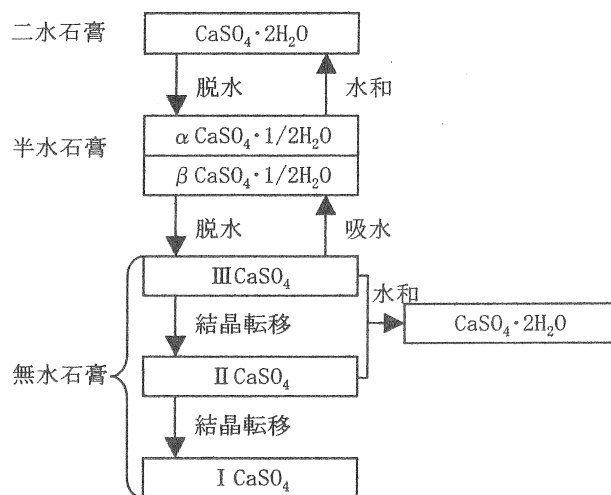 二水石膏
CaSO₄・2H₂O
脱水
水和
半水石膏
α CaSO₄・1/2H₂O
β CaSO₄・1/2H₂O
脱水
吸水
Ⅲ CaSO₄
結晶転移
水和
CaSO₄・2H₂O
無水石膏
Ⅱ CaSO₄
結晶転移
Ⅰ CaSO₄